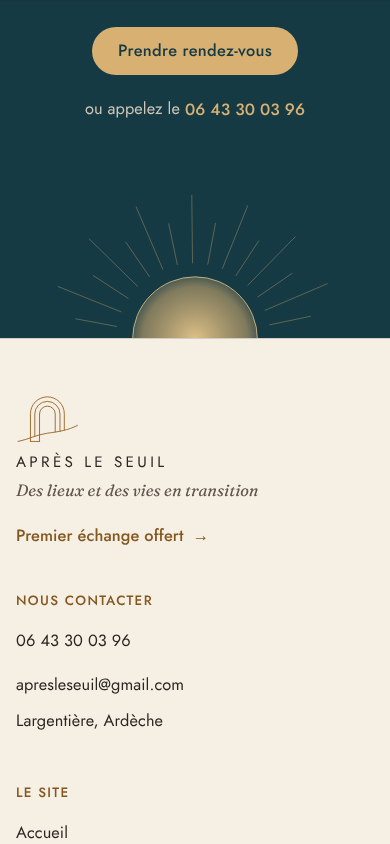 Prendre rendez-vous
ou appelez le 06 43 30 03 96
APRÈS LE SEUIL
Des lieux et des vies en transition
Premier échange offert →
NOUS CONTACTER
06 43 30 03 96
apresleseuil@gmail.com
Largentière, Ardèche
LE SITE
Accueil